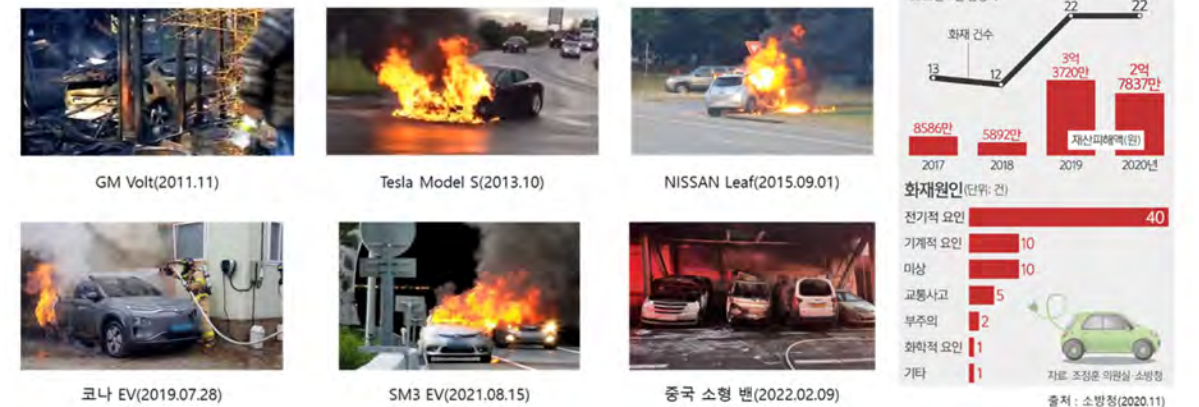 GM Volt(2011.11)
Tesla Model S(2013.10)
NISSAN Leaf(2015.09.01)
코나 EV(2019.07.28)
SM3 EV(2021.08.15)
중국 소형 밴(2022.02.09)
22
22
화재 건수
13
12
3억
3720만
2억
7837만
8586만
5892만
재산피해액(원)
2017
2018
2019
2020년
화재원인(단위: 건)
전기적 요인 40
기계적 요인 10
미상 10
교통사고 5
부주의 2
화학적 요인 1
기타 1
자료: 조정훈 의원실·소방청
출처 : 소방청(2020.11)